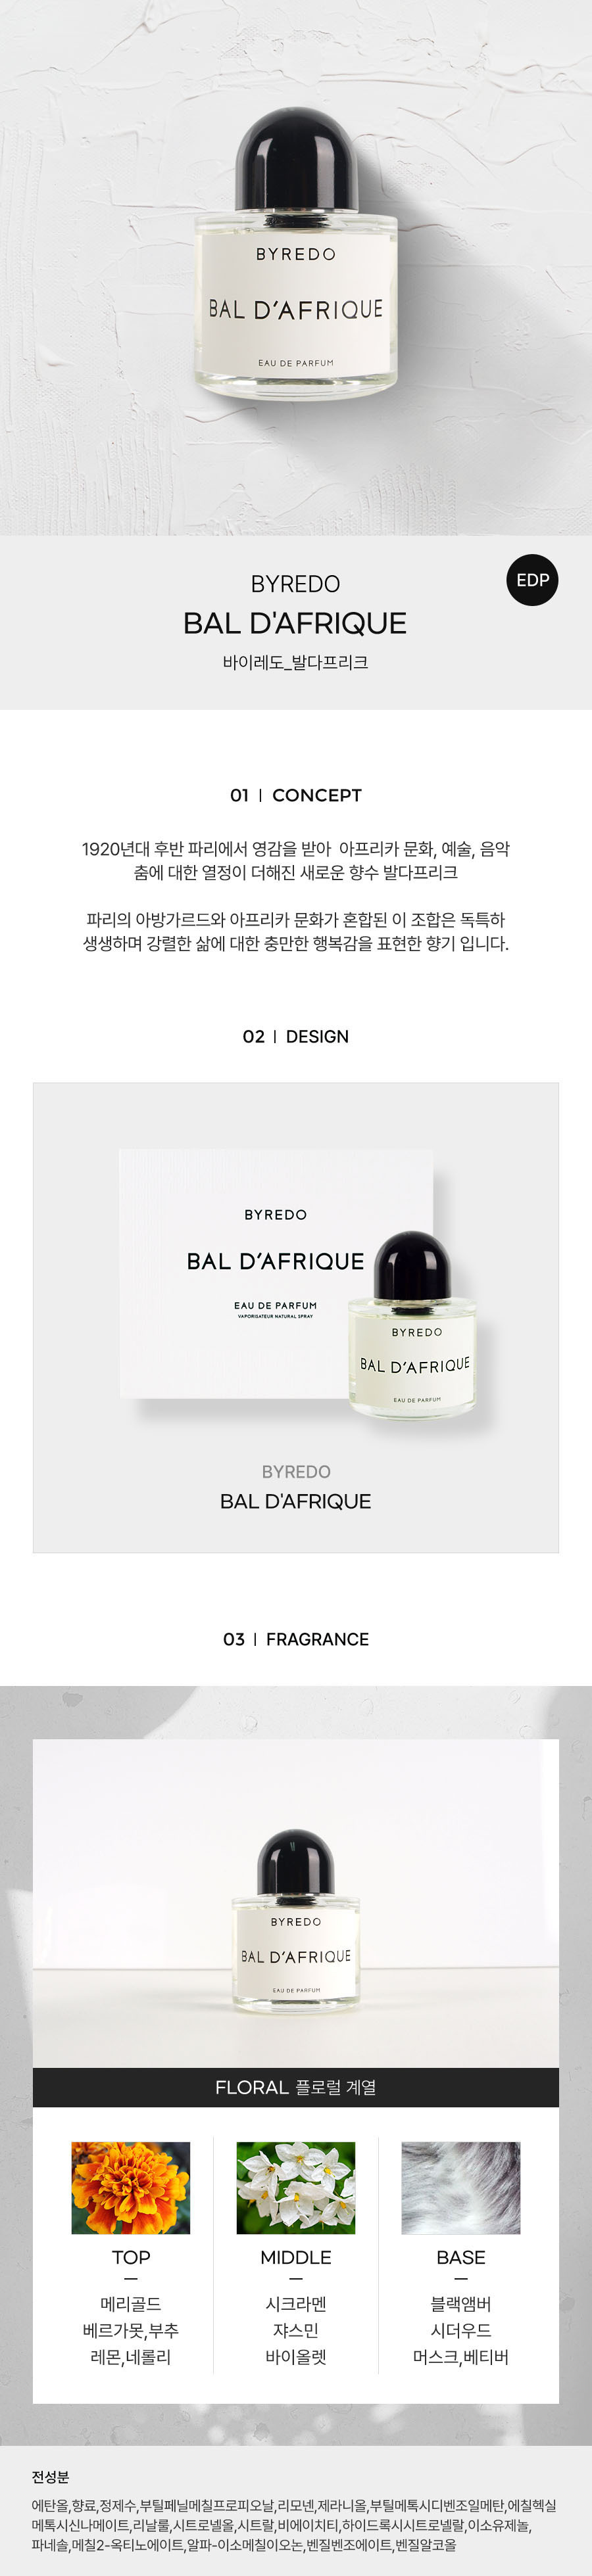 BYREDO
BAL D'AFRIQUE
EAU DE PARFUM
EDP
BYREDO
BAL D'AFRIQUE
바이레도_발다프리크
01 | CONCEPT
1920년대 후반 파리에서 영감을 받아 아프리카 문화, 예술, 음악
춤에 대한 열정이 더해진 새로운 향수 발다프리크
파리의 아방가르드와 아프리카 문화가 혼합된 이 조합은 독특하
생생하며 강렬한 삶에 대한 충만한 행복감을 표현한 향기 입니다.
02 | DESIGN
BYREDO
BAL D'AFRIQUE
EAU DE PARFUM
VAPORISATEUR NATURAL SPRAY
BYREDO
BAL D'AFRIQUE
EAU DE PARFUM
BYREDO
BAL D'AFRIQUE
03 | FRAGRANCE
BYREDO
BAL D'AFRIQUE
EAU DE PARFUM
FLORAL 플로럴 계열
TOP
메리골드
베르가못,부추
레몬,네롤리
MIDDLE
시크라멘
쟈스민
바이올렛
BASE
블랙앰버
시더우드
머스크,베티버
전성분
에탄올,향료,정제수,부틸페닐메칠프로피오날,리모넨,제라니올,부틸메톡시디벤조일메탄,에칠헥실
메톡시신나메이트,리날룰,시트로넬올,시트랄,비에이치티,하이드록시시트로넬랄,이소유제놀,
파네솔,메칠2-옥티노에이트,알파-이소메칠이오논,벤질벤조에이트,벤질알코올